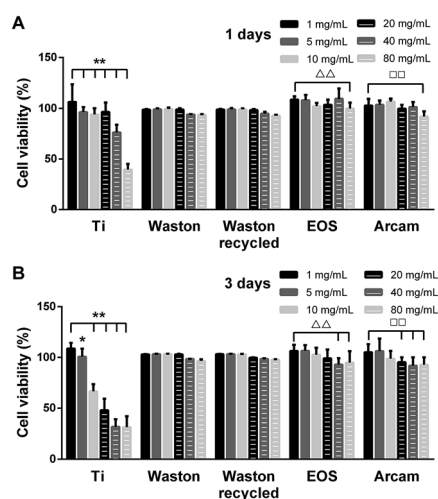 A
1 days
1 mg/mL
20 mg/mL
5 mg/mL
40 mg/mL
10 mg/mL
80 mg/mL
**
△△
□□
Cell viability (%)
150
100
50
0
Ti
Waston
Waston recycled
EOS
Arcam
B
3 days
1 mg/mL
20 mg/mL
5 mg/mL
40 mg/mL
10 mg/mL
80 mg/mL
**
*
△△
□□
Cell viability (%)
150
100
50
0
Ti
Waston
Waston recycled
EOS
Arcam